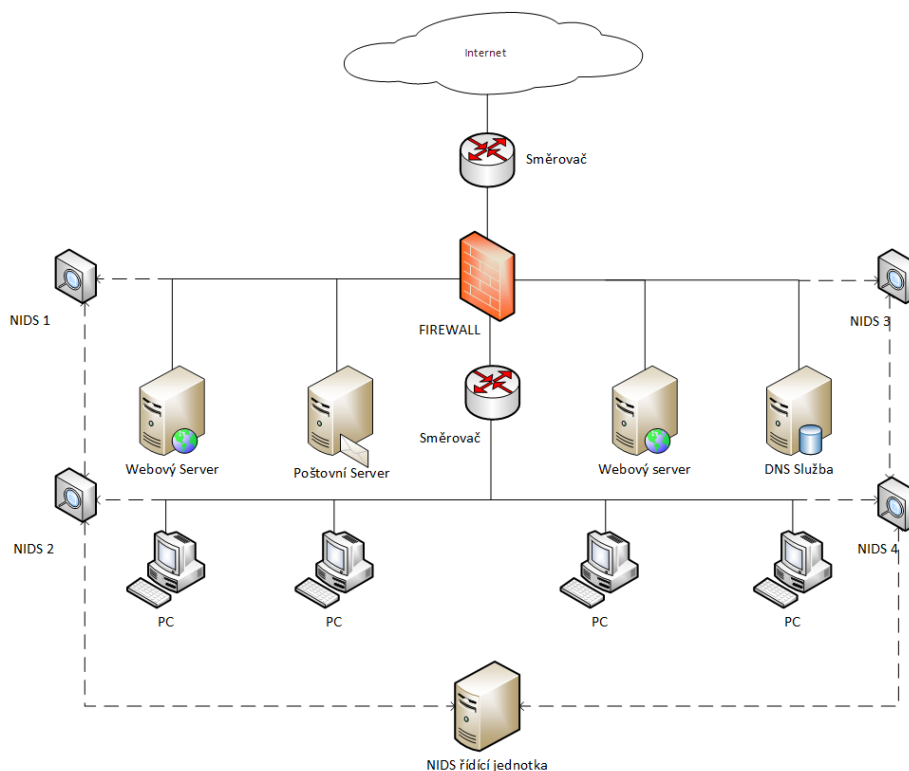 Internet
Směrovač
NIDS 1
FIREWALL
NIDS 3
Směrovač
Webový Server
Poštovní Server
Webový server
DNS Služba
NIDS 2
NIDS 4
PC
PC
PC
PC
NIDS řídící jednotka